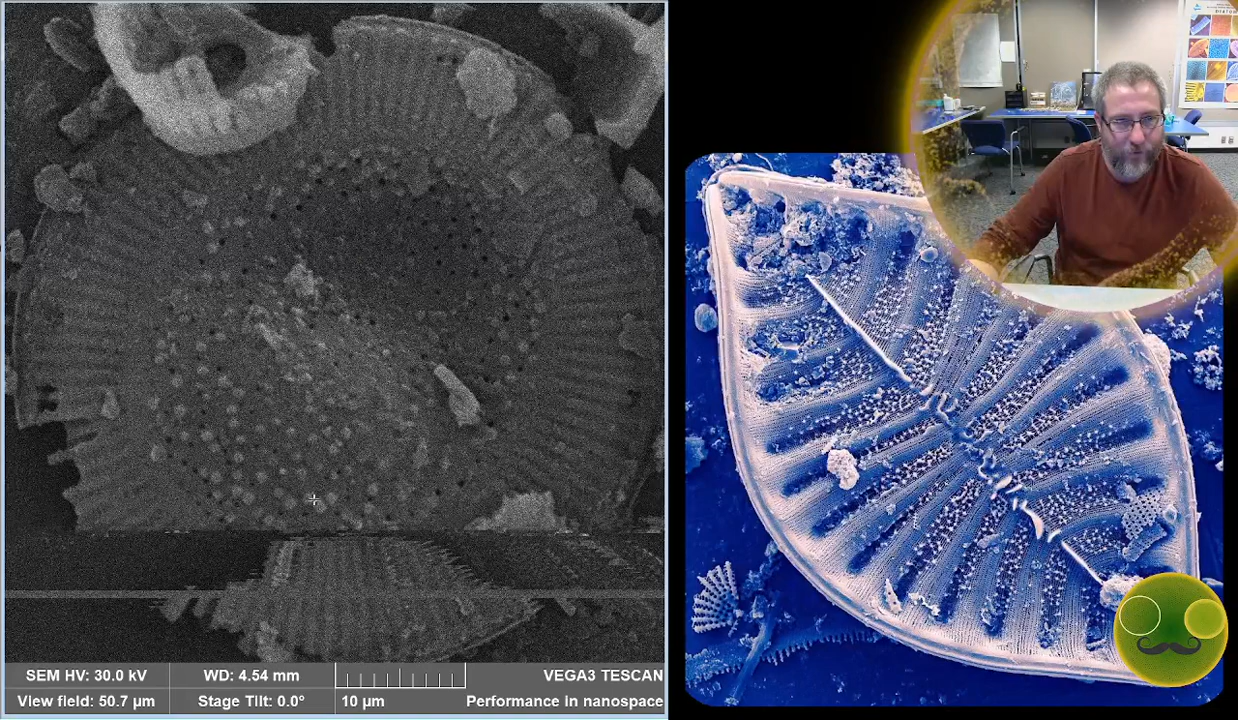 SEM HV: 30.0 kV
WD: 4.54 mm
VEGA3 TESCAN
View field: 50.7 µm
Stage Tilt: 0.0°
10 µm
Performance in nanospace